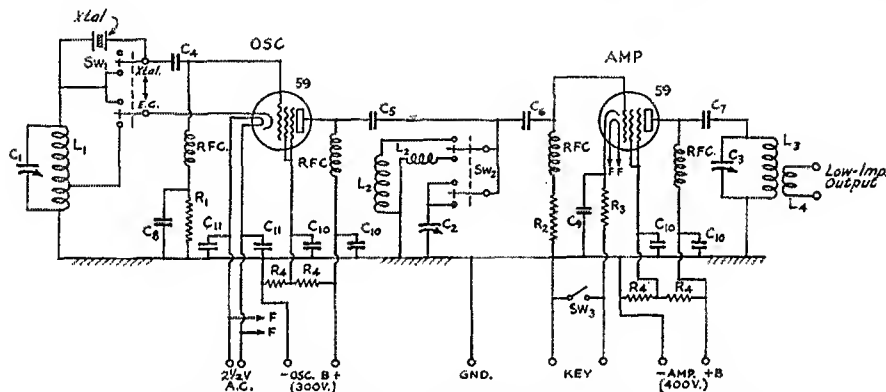 Xtal
OSC
AMP
C4
SW1
Xtal.
E.C.
59
59
C5
C6
C7
L1
C1
RFC.
RFC
L2
L2
SW2
RFC
RFC.
C3
L3
L4
Low-Imp.
Output
R1
C8
C11
C11
C10
C10
C2
R2
C9
F F
R3
C10
C10
R4
R4
SW3
R4
R4
F
F
2½V
A.C.
-OSC. B+
(300V.)
GND.
KEY
-AMP. +B
(400V.)